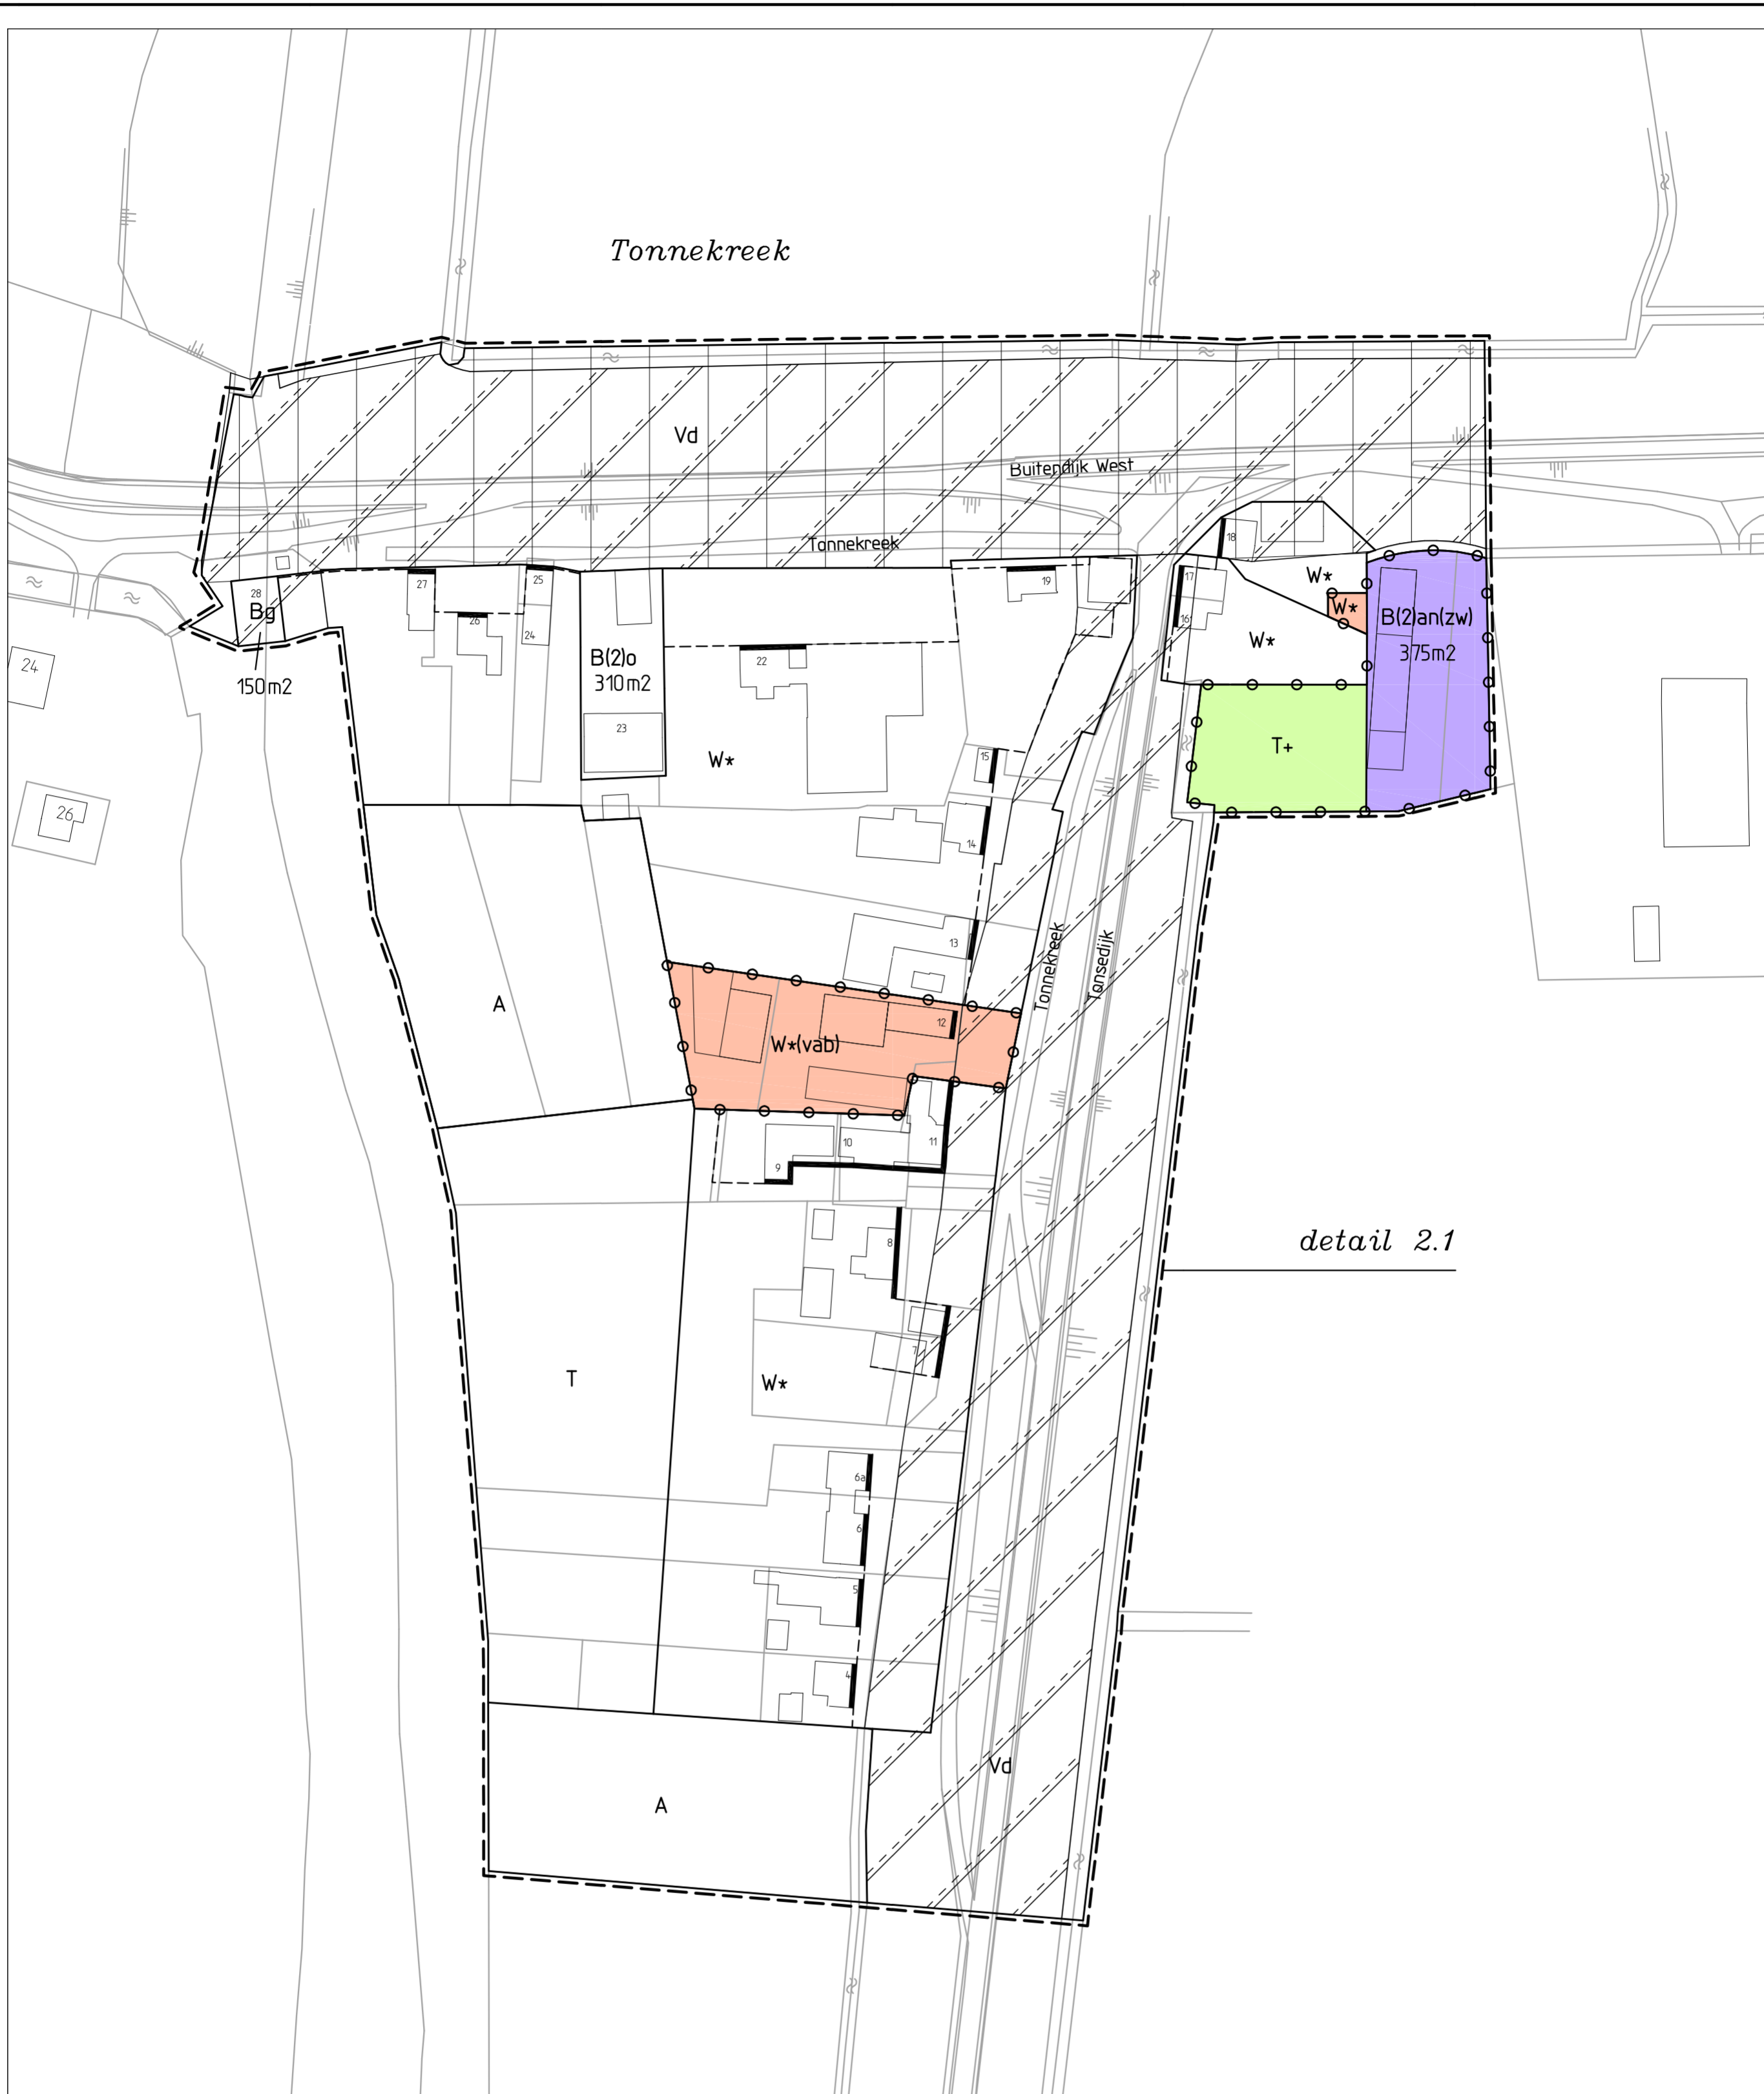 Tonnekreek
Vd
Buitendijk West
Tonnekreek
18
27
25
19
17
W*
28
Bg
26
24
16
W*
B(2)an(zw)
375m2
W*
24
150m2
B(2)o
310m2
22
23
W*
15
T+
26
14
13
Tonnekreek
Tonsedijk
A
12
W*(vab)
10
11
9
8
detail 2.1
7
T
W*
6a
6
5
4
Vd
A